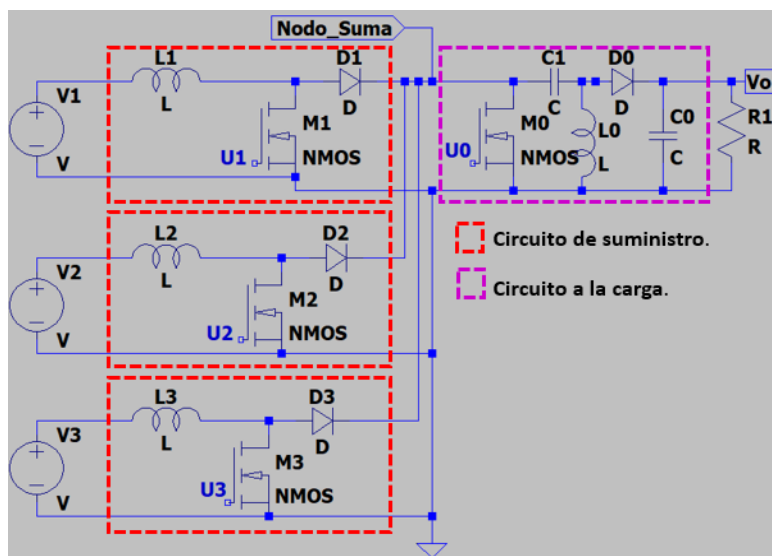 Nodo_Suma
L1
L
D1
D
V1
V
M1
U1
NMOS
C1
C
D0
D
Vo
M0
U0
NMOS
L0
L
C0
C
R1
R
L2
L
D2
D
V2
V
M2
U2
NMOS
Circuito de suministro.
Circuito a la carga.
L3
L
D3
D
V3
V
M3
U3
NMOS